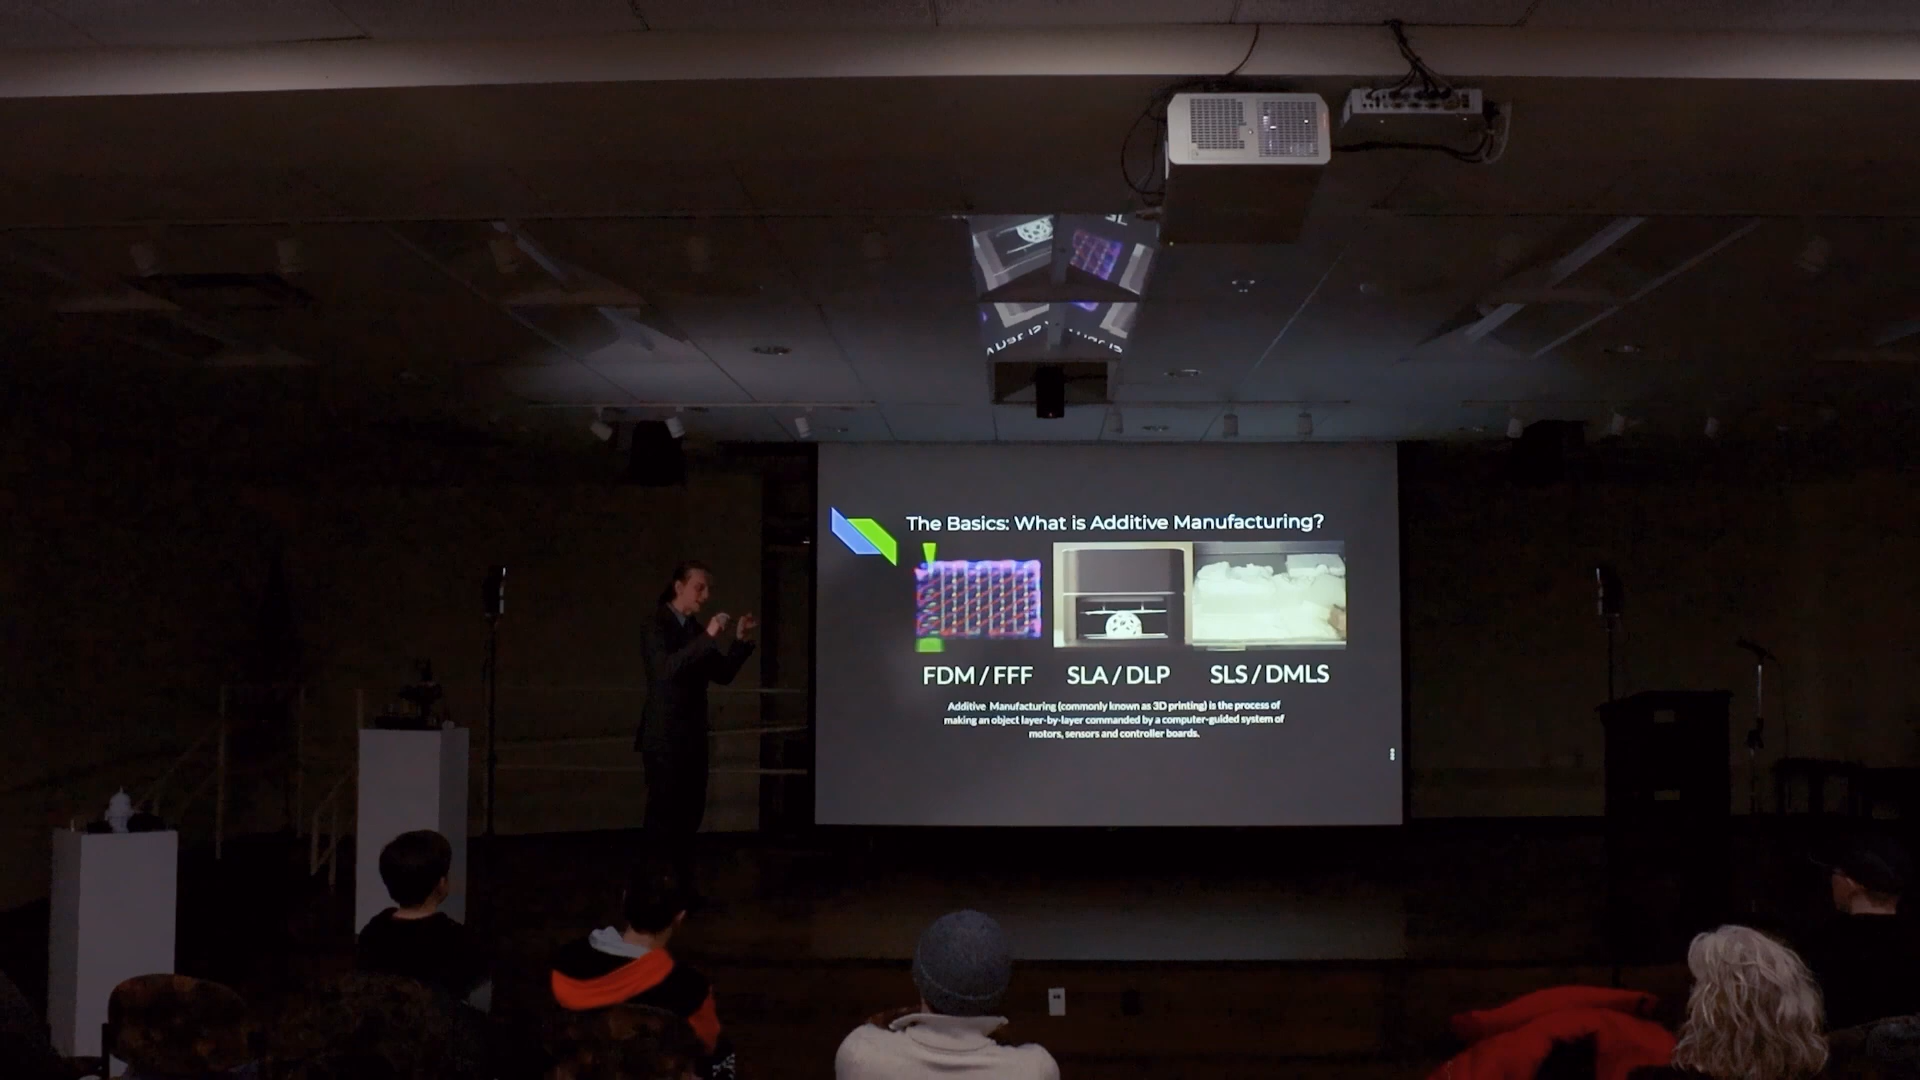 The Basics: What is Additive Manufacturing?
FDM / FFF SLA / DLP SLS / DMLS
Additive Manufacturing (commonly known as 3D printing) is the process of
making an object layer-by-layer commanded by a computer-guided system of
motors, sensors and controller boards.